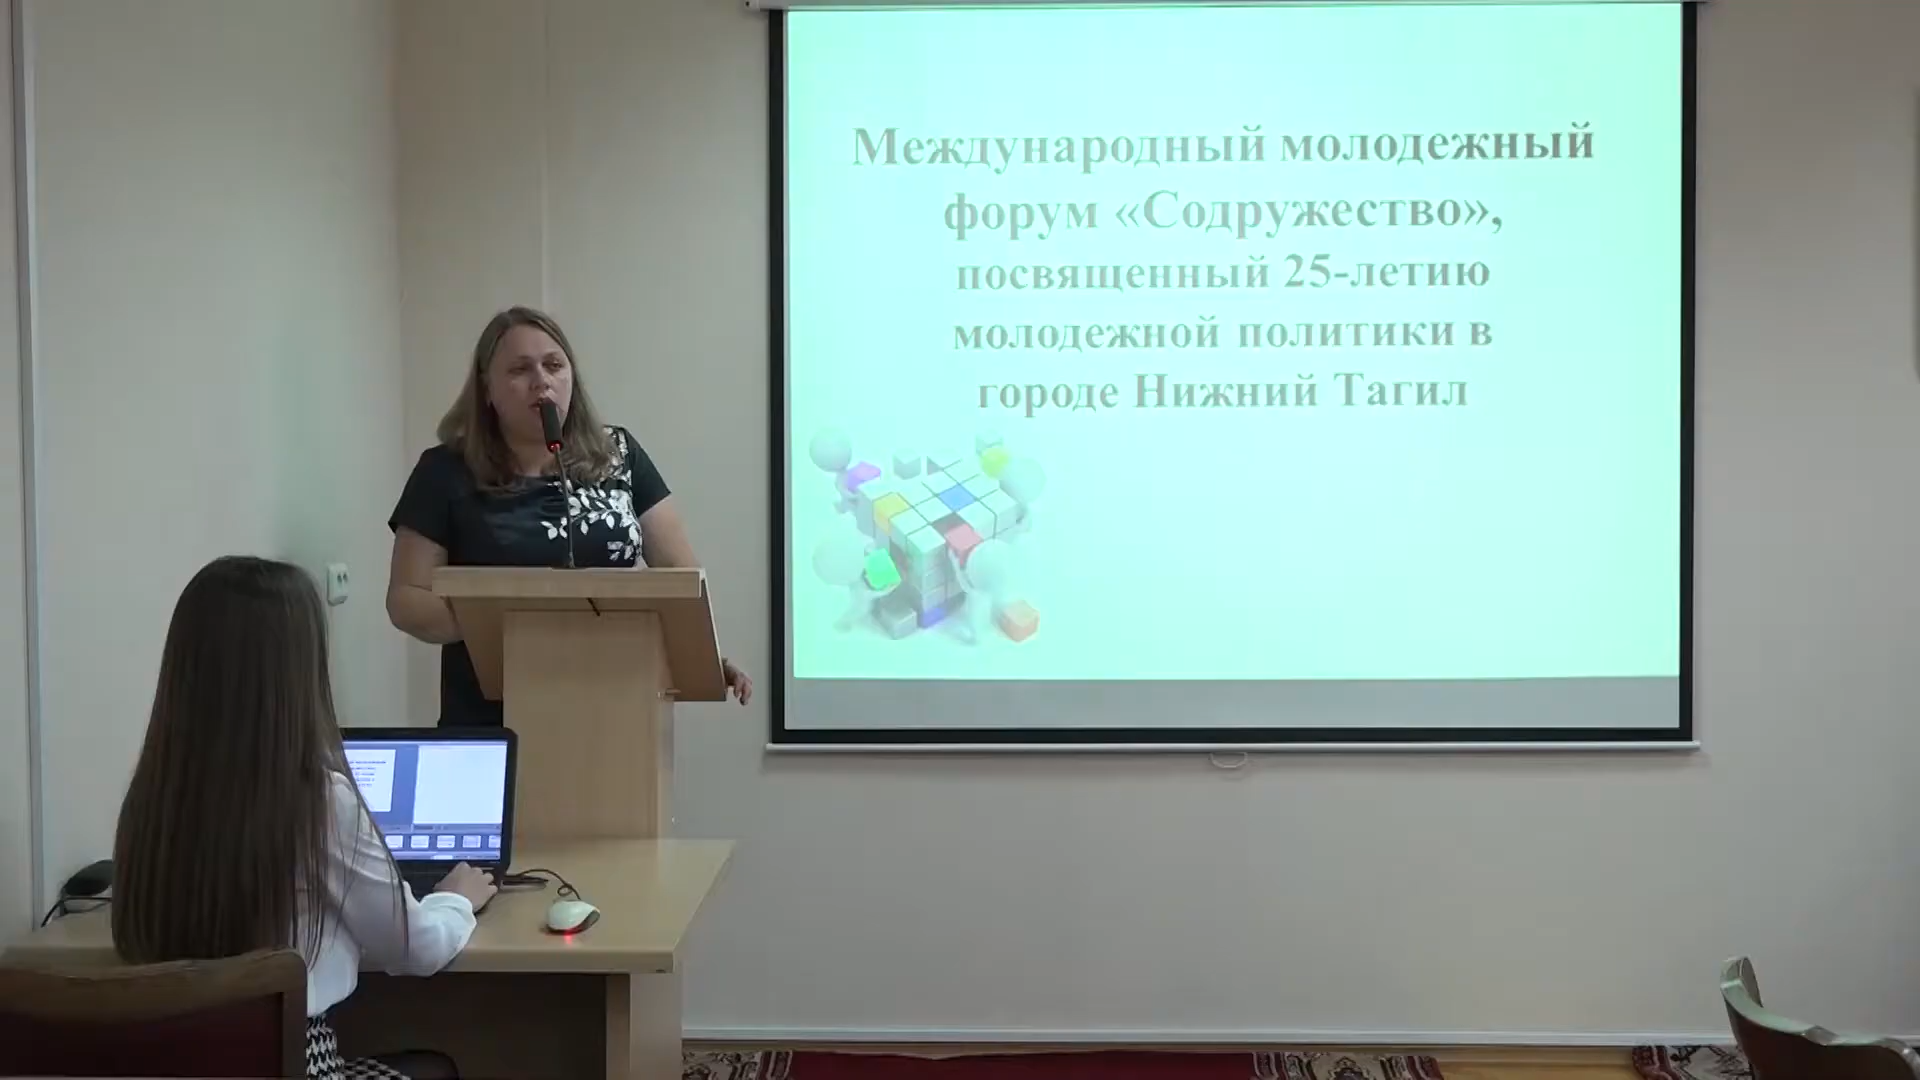 Международный молодежный
форум «Содружество»,
посвященный 25-летию
молодежной политики в
городе Нижний Тагил